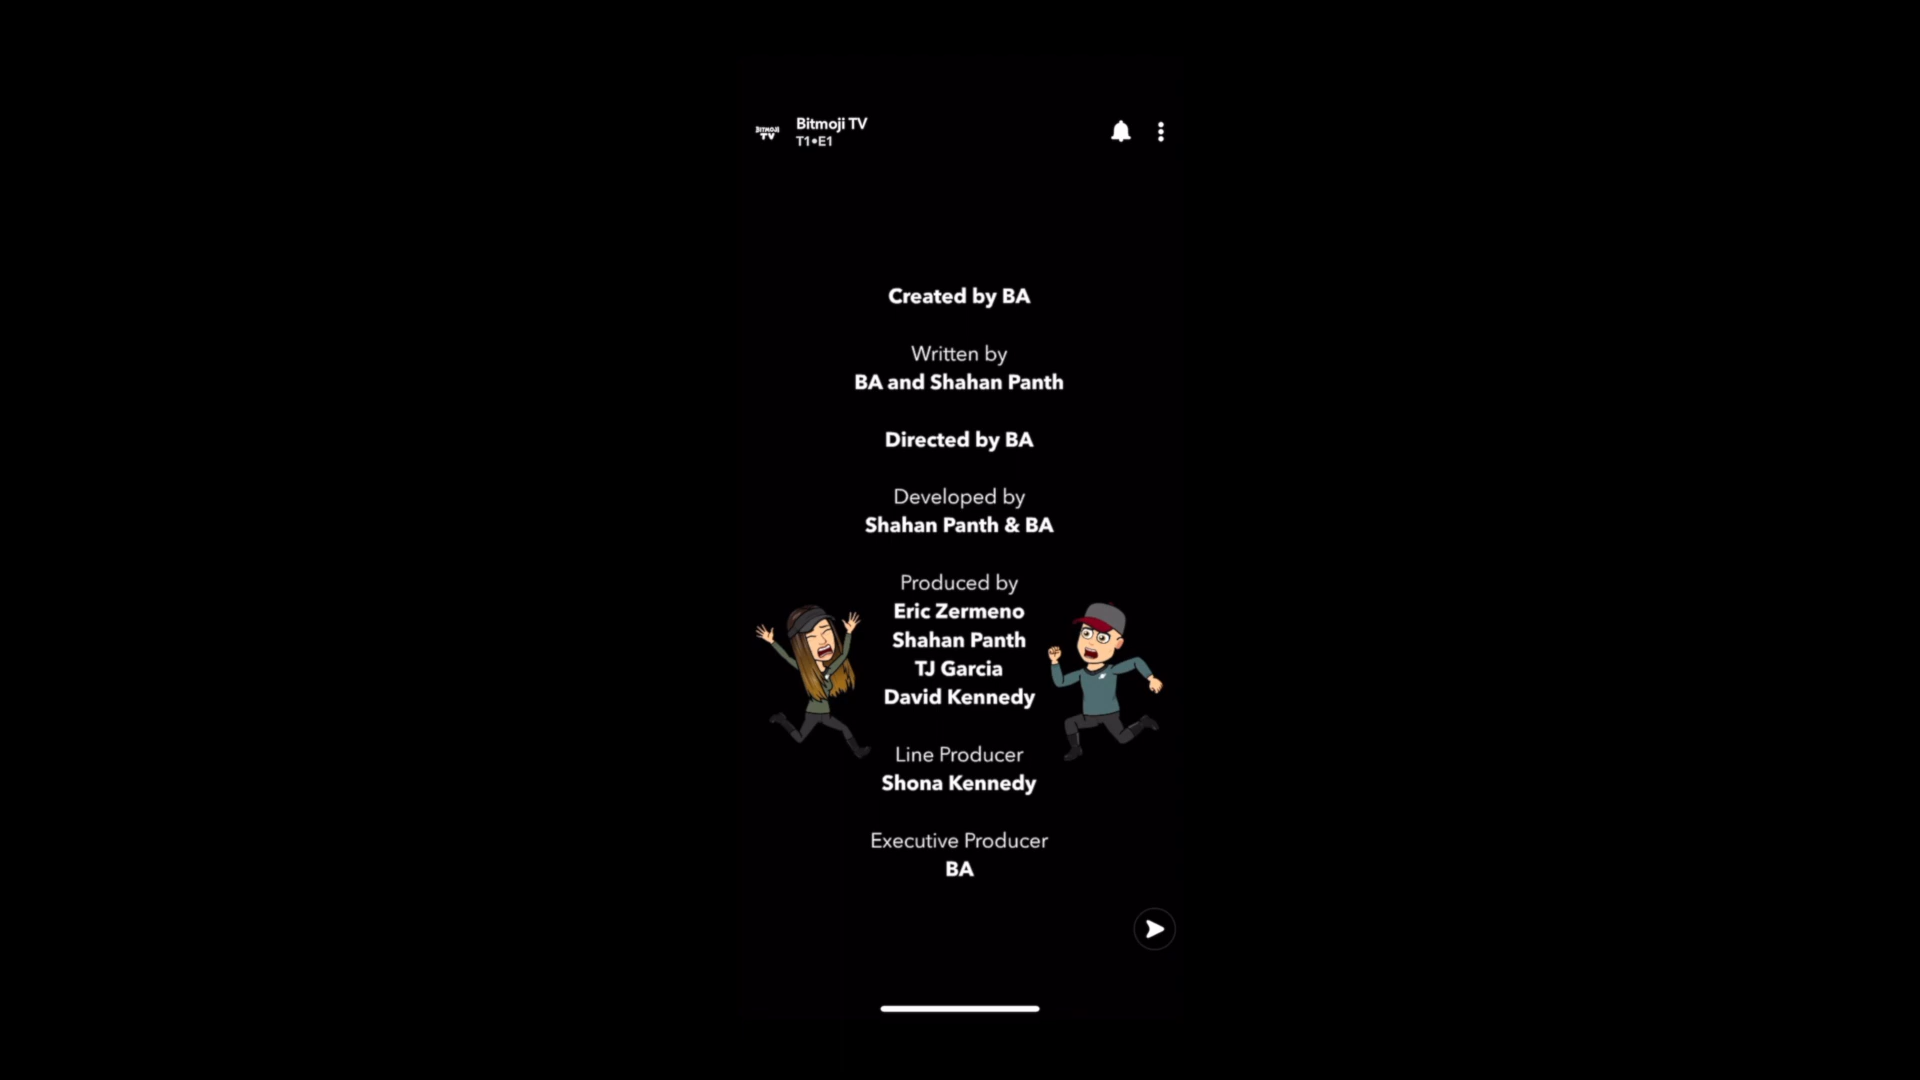 BITMOJI
TV
Bitmoji TV
T1•E1
Created by BA
Written by
BA and Shahan Panth
Directed by BA
Developed by
Shahan Panth & BA
Produced by
Eric Zermeno
Shahan Panth
TJ Garcia
David Kennedy
Line Producer
Shona Kennedy
Executive Producer
BA